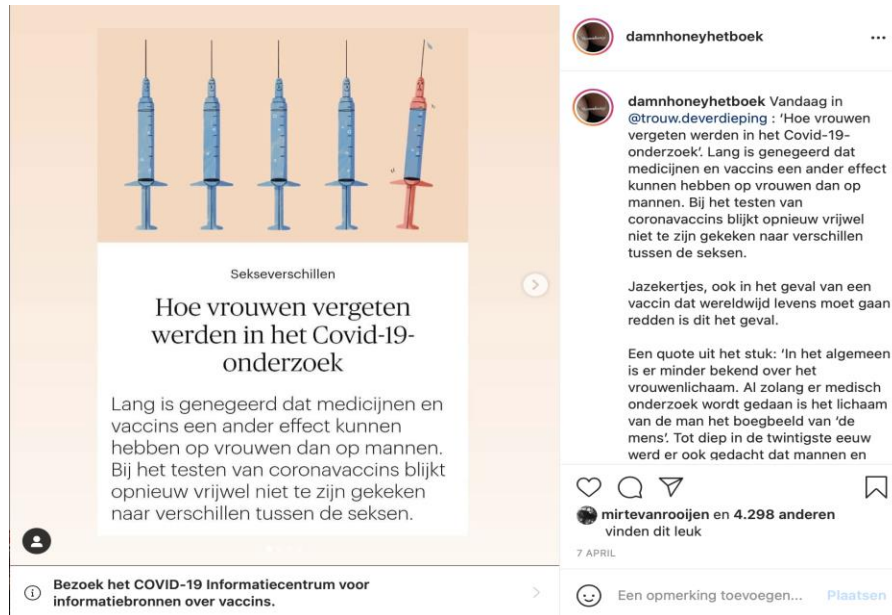 Sekseverschillen
Hoe vrouwen vergeten
werden in het Covid-19-
onderzoek
Lang is genegeerd dat medicijnen en
vaccins een ander effect kunnen
hebben op vrouwen dan op mannen.
Bij het testen van coronavaccins blijkt
opnieuw vrijwel niet te zijn gekeken
naar verschillen tussen de seksen.
Bezoek het COVID-19 Informatiecentrum voor
informatiebronnen over vaccins.
damnhoneyhetboek
damnhoneyhetboek Vandaag in
@trouw.deverdieping : ‘Hoe vrouwen
vergeten werden in het Covid-19-
onderzoek’. Lang is genegeerd dat
medicijnen en vaccins een ander effect
kunnen hebben op vrouwen dan op
mannen. Bij het testen van
coronavaccins blijkt opnieuw vrijwel
niet te zijn gekeken naar verschillen
tussen de seksen.
Jazekertjes, ook in het geval van een
vaccin dat wereldwijd levens moet gaan
redden is dit het geval.
Een quote uit het stuk: ‘In het algemeen
is er minder bekend over het
vrouwenlichaam. Al zolang er medisch
onderzoek wordt gedaan is het lichaam
van de man het boegbeeld van ‘de
mens’. Tot diep in de twintigste eeuw
werd er ook gedacht dat mannen en
mirtevanrooijen en 4.298 anderen
vinden dit leuk
7 APRIL
Een opmerking toevoegen... Plaatsen